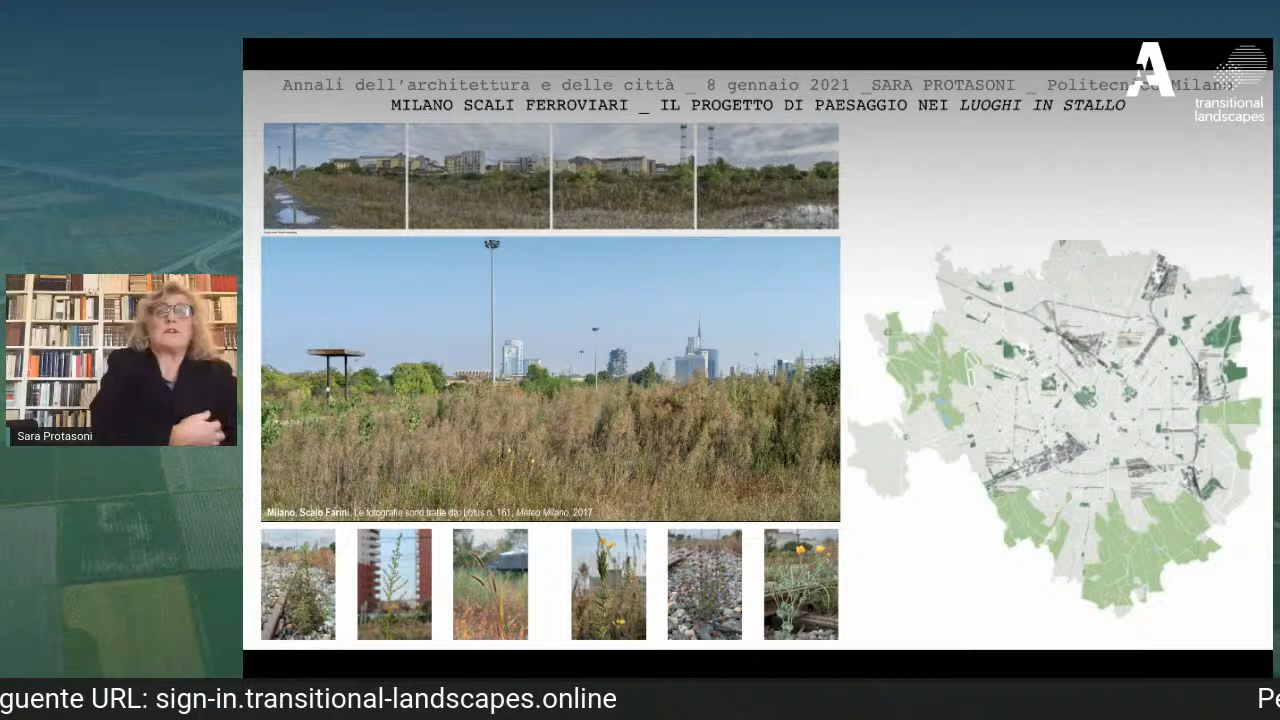 Annali dell'architettura e delle città _ 8 gennaio 2021 _SARA PROTASONI _ Politecnico Milano
MILANO SCALI FERROVIARI _ IL PROGETTO DI PAESAGGIO NEI LUOGHI IN STALLO
A
transitional
landscapes
Sara Protasoni
Milano, Scalo Farini. Le fotografie sono tratte da: Lotus n. 161, Meteo Milano, 2017
guente URL: sign-in.transitional-landscapes.online
Pe